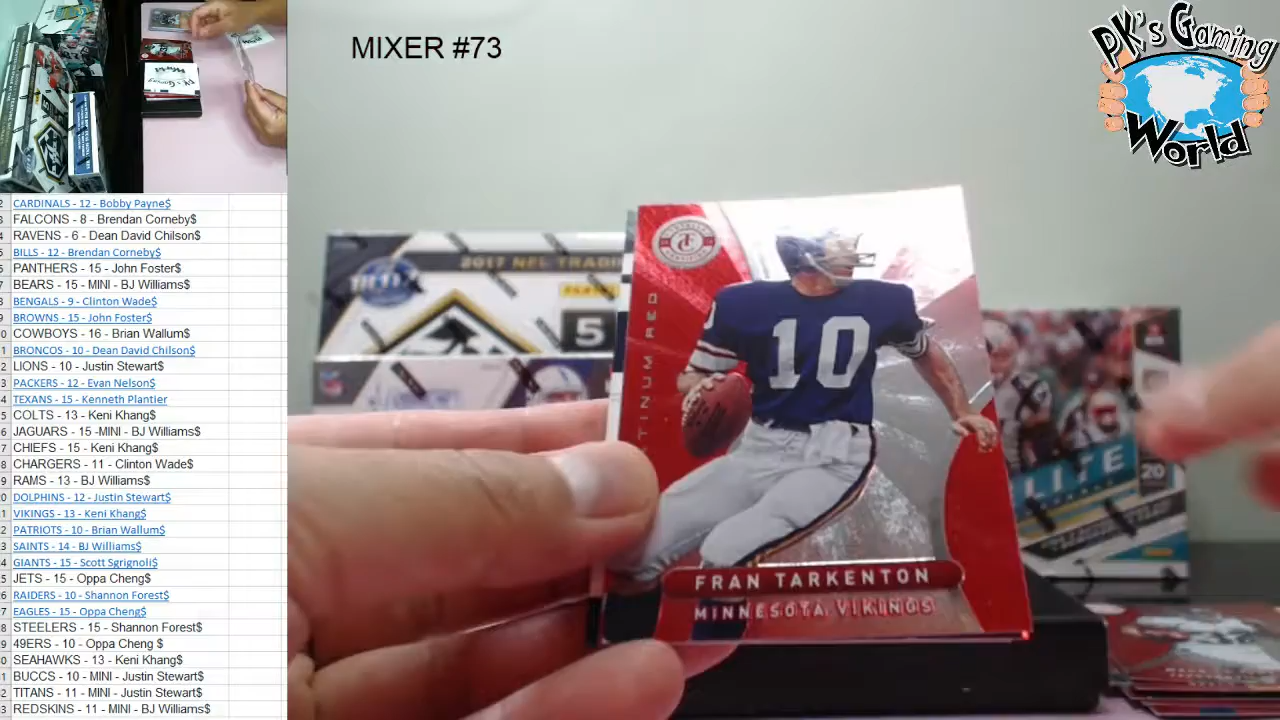 MIXER #73
PK's Gaming World
CARDINALS - 12 - Bobby Payne$
FALCONS - 8 - Brendan Corneby$
RAVENS - 6 - Dean David Chilson$
BILLS - 12 - Brendan Corneby$
PANTHERS - 15 - John Foster$
BEARS - 15 - MINI - BJ Williams$
BENGALS - 9 - Clinton Wade$
BROWNS - 15 - John Foster$
COWBOYS - 16 - Brian Wallum$
BRONCOS - 10 - Dean David Chilson$
LIONS - 10 - Justin Stewart$
PACKERS - 12 - Evan Nelson$
TEXANS - 15 - Kenneth Plantier
COLTS - 13 - Keni Khang$
JAGUARS - 15 -MINI - BJ Williams$
CHIEFS - 15 - Keni Khang$
CHARGERS - 11 - Clinton Wade$
RAMS - 13 - BJ Williams$
DOLPHINS - 12 - Justin Stewart$
VIKINGS - 13 - Keni Khang$
PATRIOTS - 10 - Brian Wallum$
SAINTS - 14 - BJ Williams$
GIANTS - 15 - Scott Sgrignoli$
JETS - 15 - Oppa Cheng$
RAIDERS - 10 - Shannon Forest$
EAGLES - 15 - Oppa Cheng$
STEELERS - 15 - Shannon Forest$
49ERS - 10 - Oppa Cheng $
SEAHAWKS - 13 - Keni Khang$
BUCCS - 10 - MINI - Justin Stewart$
TITANS - 11 - MINI - Justin Stewart$
REDSKINS - 11 - MINI - BJ Williams$
2017 NFL TRADI
5
TINUM RED
10
FRAN TARKENTON
MINNESOTA VIKINGS
LITE
20